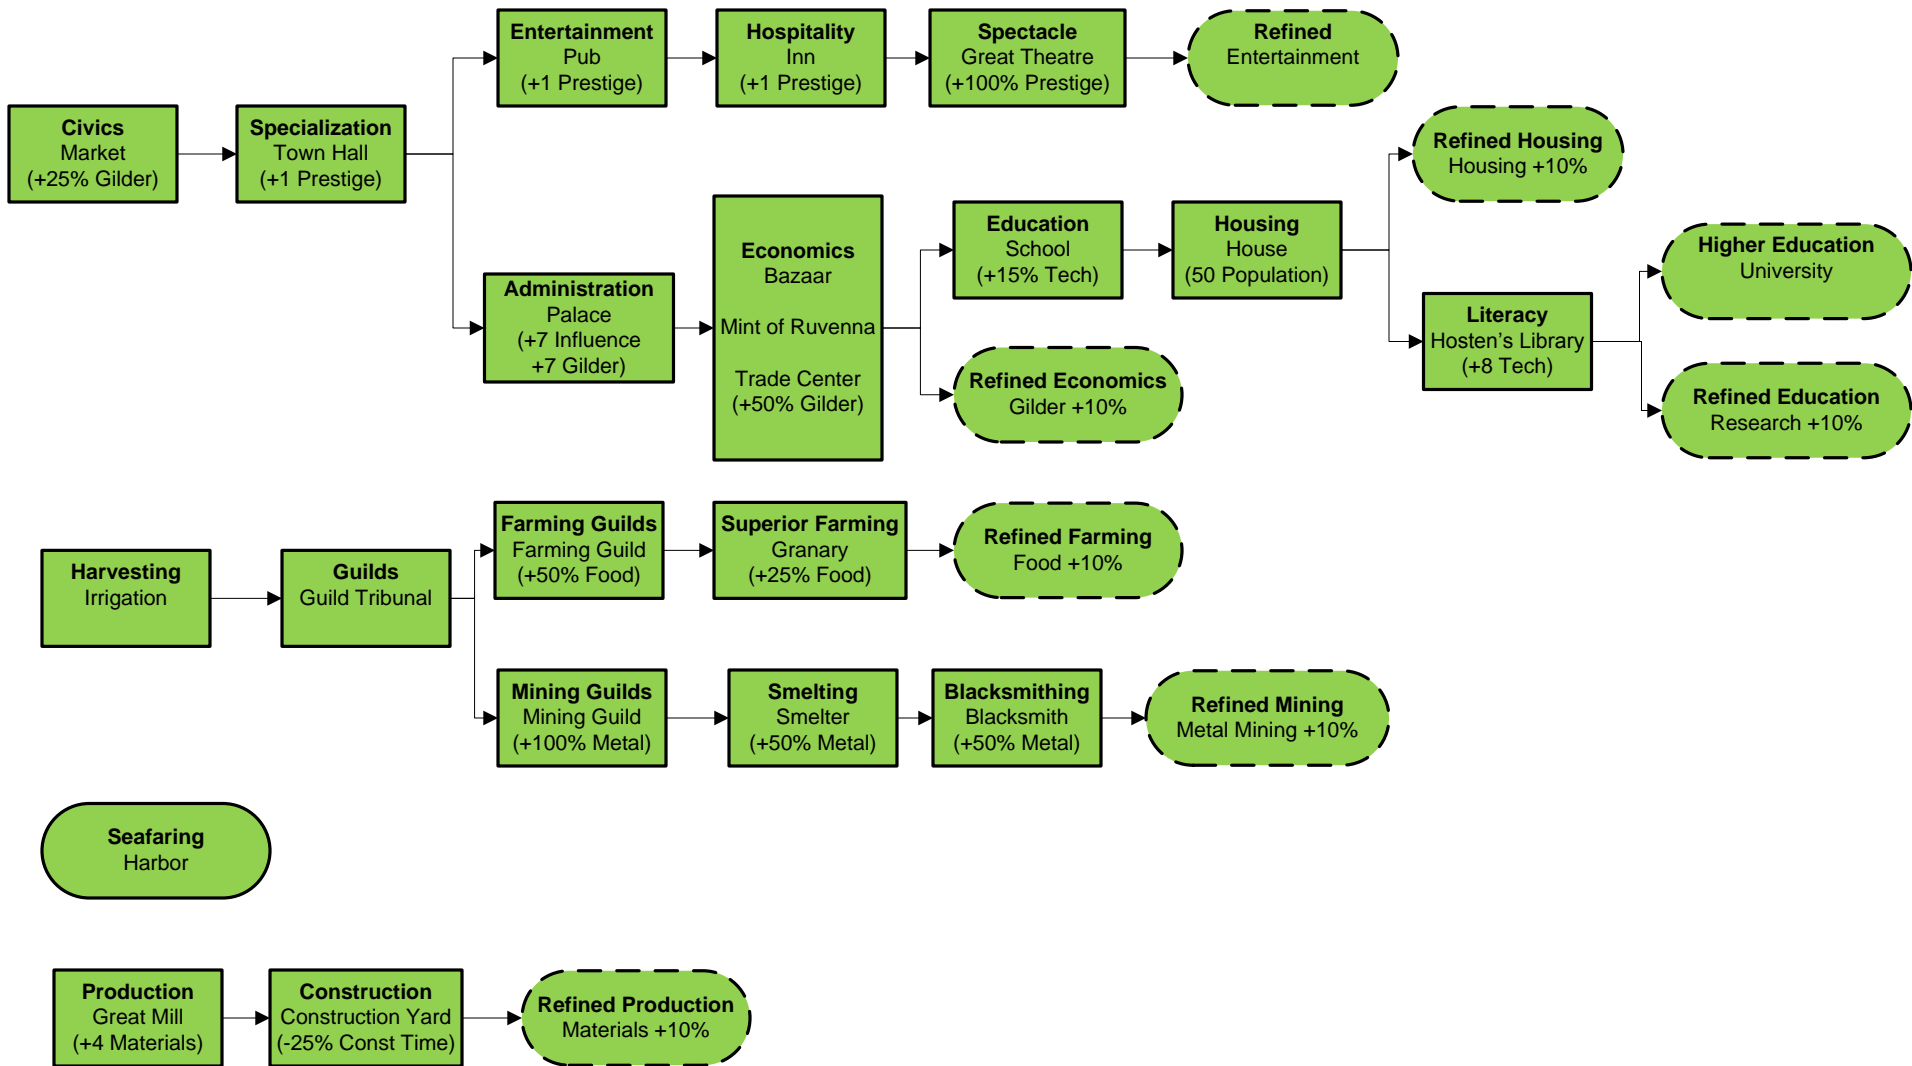 Entertainment
Pub
(+1 Prestige)
Hospitality
Inn
(+1 Prestige)
Spectacle
Great Theatre
(+100% Prestige)
Refined
Entertainment
Civics
Market
(+25% Gilder)
Specialization
Town Hall
(+1 Prestige)
Refined Housing
Housing +10%
Administration
Palace
(+7 Influence
+7 Gilder)
Economics
Bazaar
Mint of Ruvenna
Trade Center
(+50% Gilder)
Education
School
(+15% Tech)
Housing
House
(50 Population)
Higher Education
University
Literacy
Hosten's Library
(+8 Tech)
Refined Economics
Gilder +10%
Refined Education
Research +10%
Harvesting
Irrigation
Guilds
Guild Tribunal
Farming Guilds
Farming Guild
(+50% Food)
Superior Farming
Granary
(+25% Food)
Refined Farming
Food +10%
Mining Guilds
Mining Guild
(+100% Metal)
Smelting
Smelter
(+50% Metal)
Blacksmithing
Blacksmith
(+50% Metal)
Refined Mining
Metal Mining +10%
Seafaring
Harbor
Production
Great Mill
(+4 Materials)
Construction
Construction Yard
(-25% Const Time)
Refined Production
Materials +10%